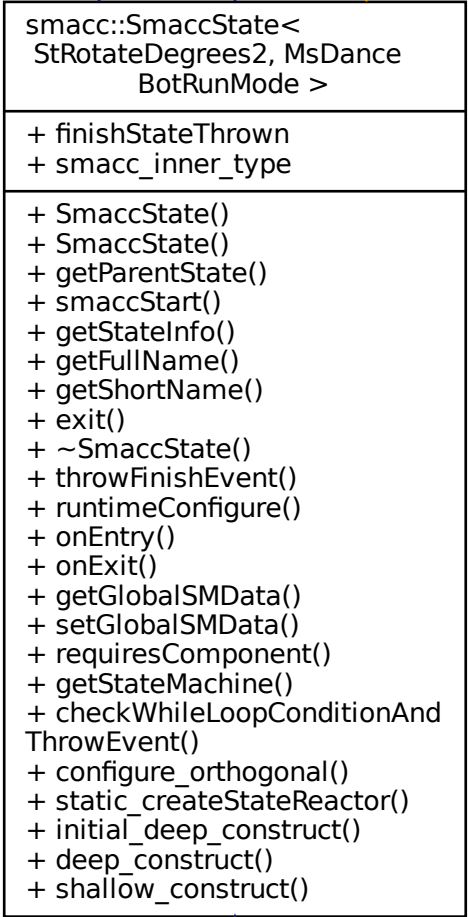 smacc::SmaccState<
StRotateDegrees2, MsDance
BotRunMode >
+ finishStateThrown
+ smacc_inner_type
+ SmaccState()
+ SmaccState()
+ getParentState()
+ smaccStart()
+ getStateInfo()
+ getFullName()
+ getShortName()
+ exit()
+ ~SmaccState()
+ throwFinishEvent()
+ runtimeConfigure()
+ onEntry()
+ onExit()
+ getGlobalSMData()
+ setGlobalSMData()
+ requiresComponent()
+ getStateMachine()
+ checkWhileLoopConditionAnd
ThrowEvent()
+ configure_orthogonal()
+ static_createStateReactor()
+ initial_deep_construct()
+ deep_construct()
+ shallow_construct()